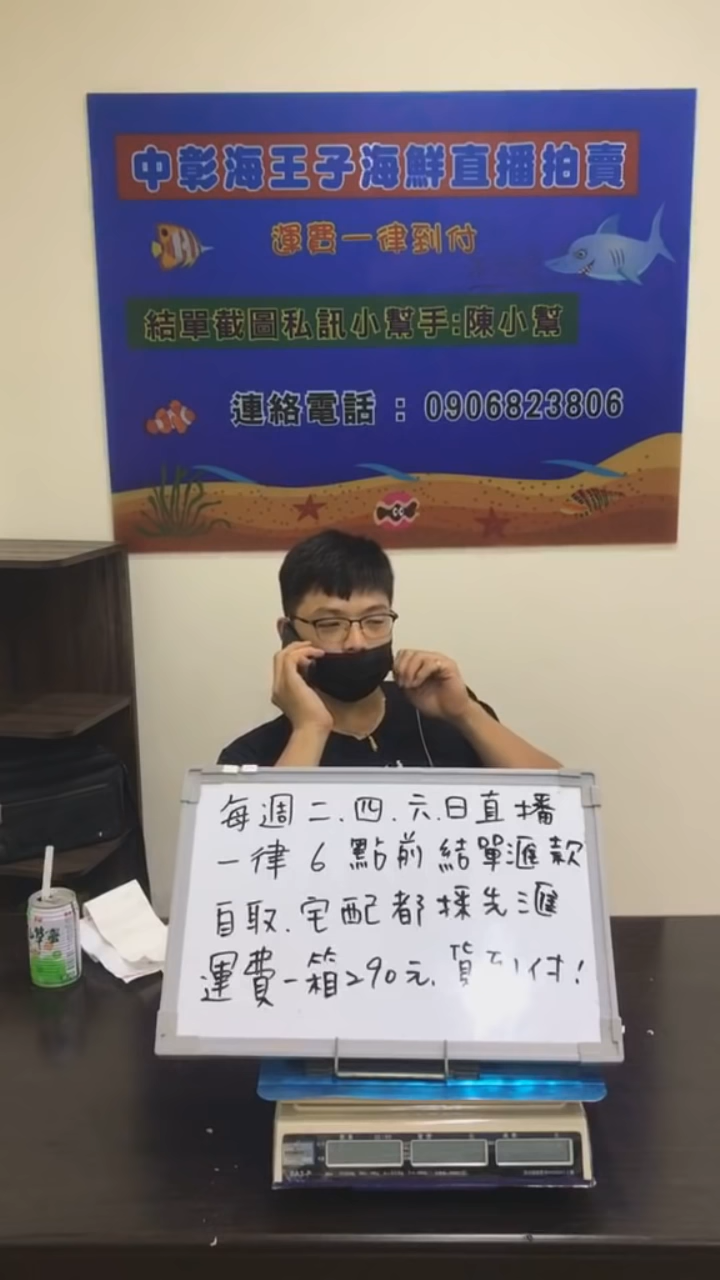 中彰海王子海鮮直播拍賣
運費一律到付
結單截圖私訊小幫手:陳小幫
連絡電話 : 0906823806
每週二.四.六.日直播
一律6點前結單匯款
自取.宅配都採先匯
運費一箱290元.貨到付!